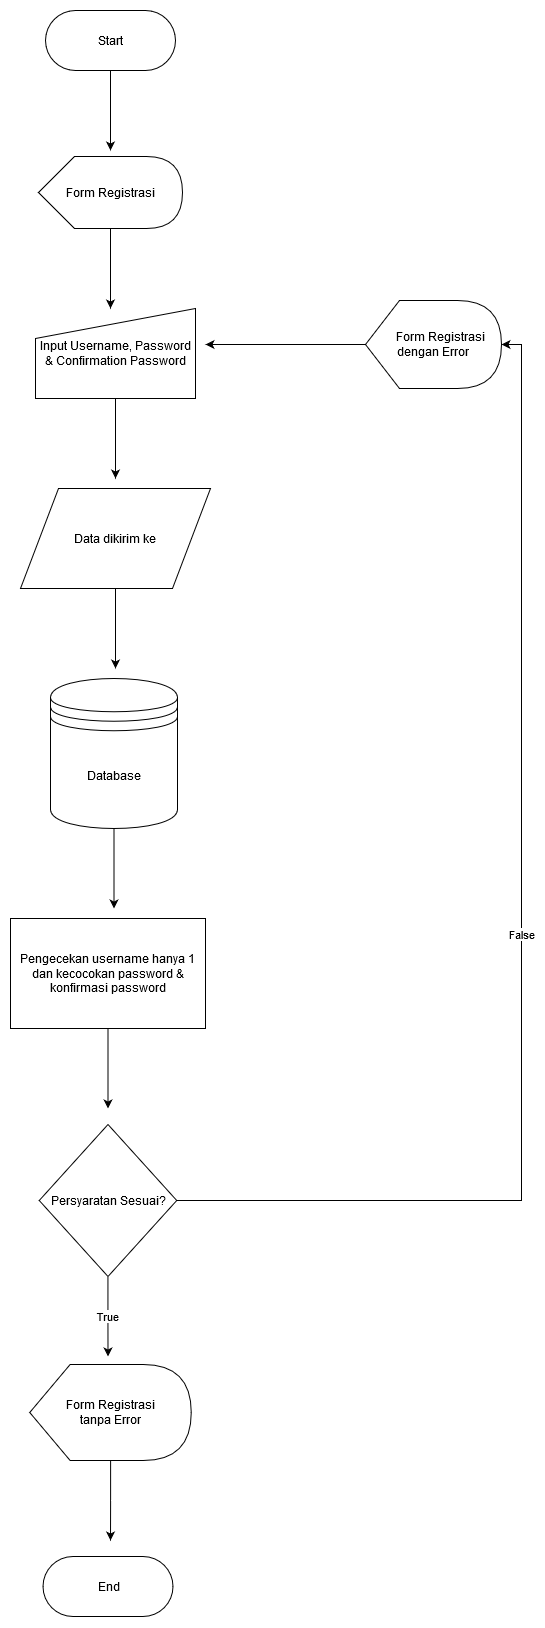 Start
Form Registrasi
Input Username, Password
& Confirmation Password
Form Registrasi
dengan Error
Data dikirim ke
Database
False
Pengecekan username hanya 1
dan kecocokan password &
konfirmasi password
Persyaratan Sesuai?
True
Form Registrasi
tanpa Error
End